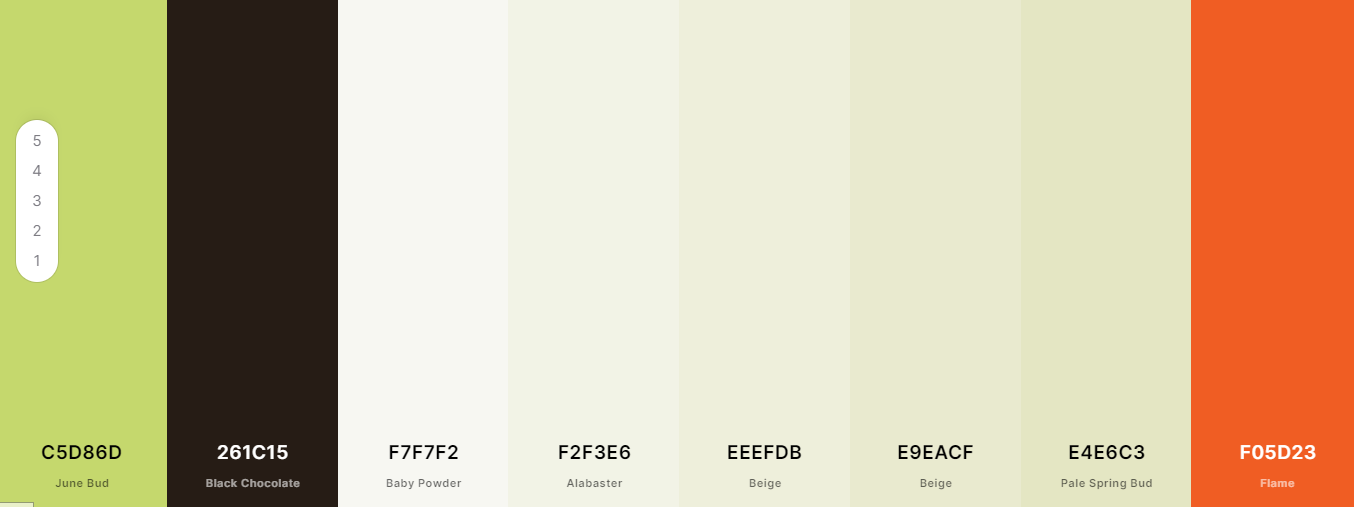 5
4
3
2
1
C5D86D
June Bud
261C15
Black Chocolate
F7F7F2
Baby Powder
F2F3E6
Alabaster
EEEFDB
Beige
E9EACF
Beige
E4E6C3
Pale Spring Bud
F05D23
Flame